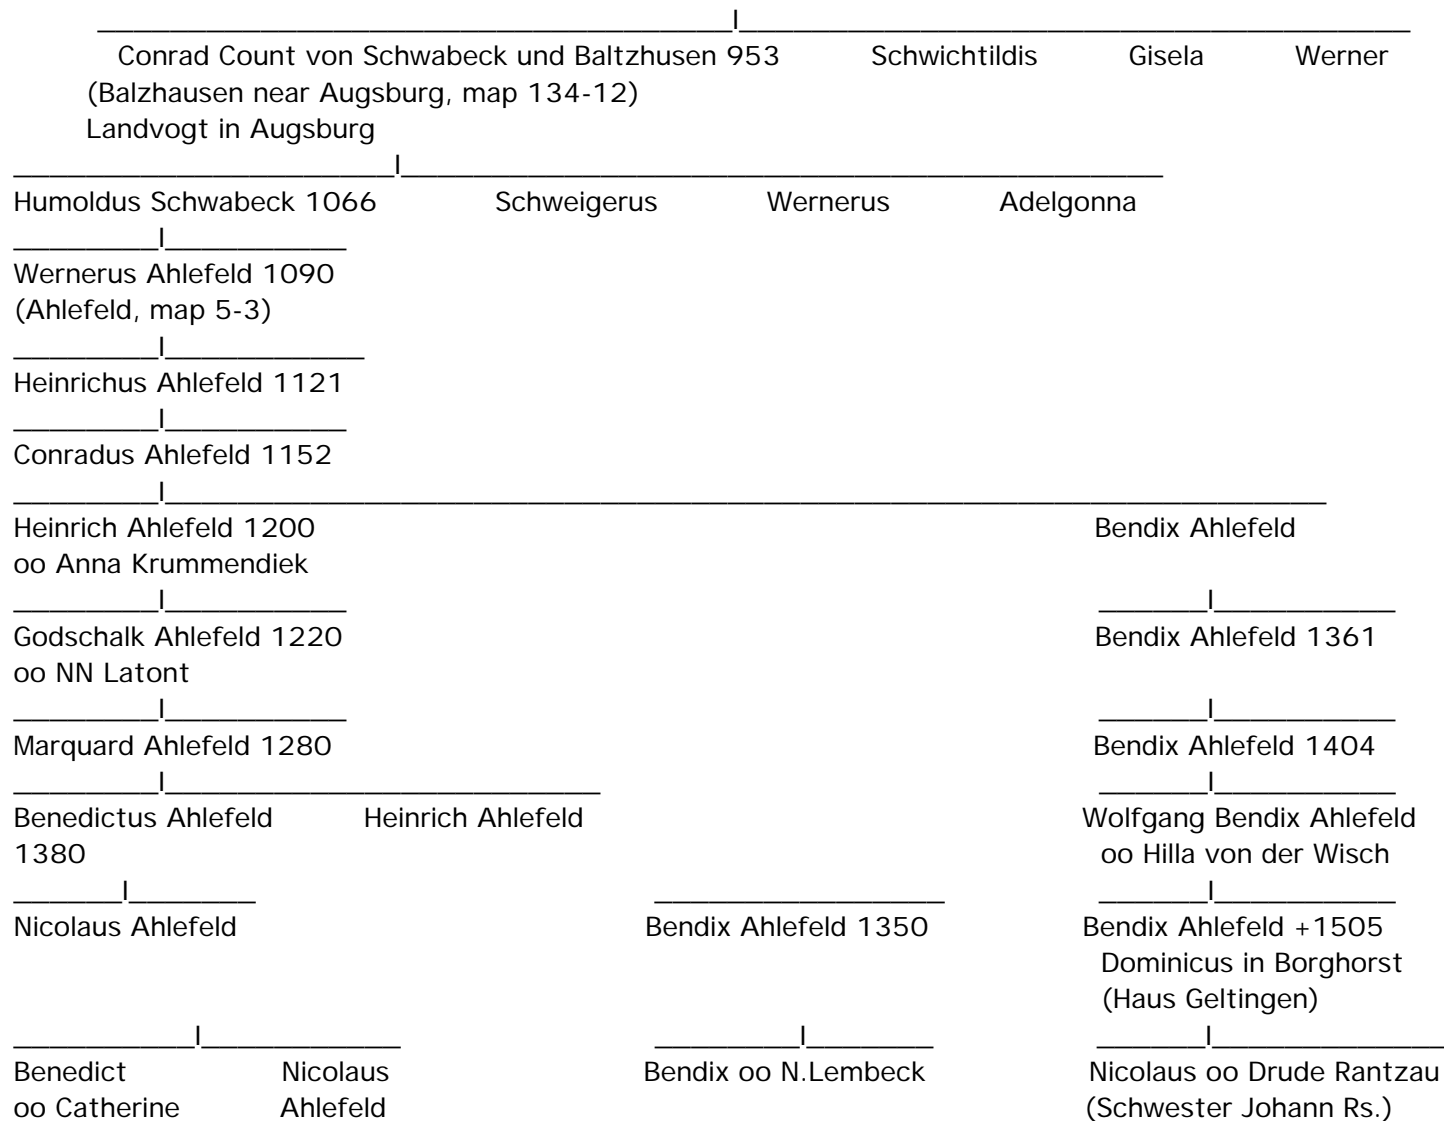 Conrad Count von Schwabeck und Baltzhusen 953 Schwichtildis Gisela Werner
(Balzhausen near Augsburg, map 134-12)
Landvogt in Augsburg
Humoldus Schwabeck 1066 Schweigerus Wernerus Adelgonna
Wernerus Ahlefeld 1090
(Ahlefeld, map 5-3)
Heinrichus Ahlefeld 1121
Conradus Ahlefeld 1152
Heinrich Ahlefeld 1200 Bendix Ahlefeld
oo Anna Krummendiek
Godschalk Ahlefeld 1220 Bendix Ahlefeld 1361
oo NN Latont
Marquard Ahlefeld 1280 Bendix Ahlefeld 1404
Benedictus Ahlefeld Heinrich Ahlefeld Wolfgang Bendix Ahlefeld
1380 oo Hilla von der Wisch
Nicolaus Ahlefeld Bendix Ahlefeld 1350 Bendix Ahlefeld +1505
Dominicus in Borghorst
(Haus Geltingen)
Benedict Nicolaus Bendix oo N.Lembeck Nicolaus oo Drude Rantzau
oo Catherine Ahlefeld (Schwester Johann Rs.)